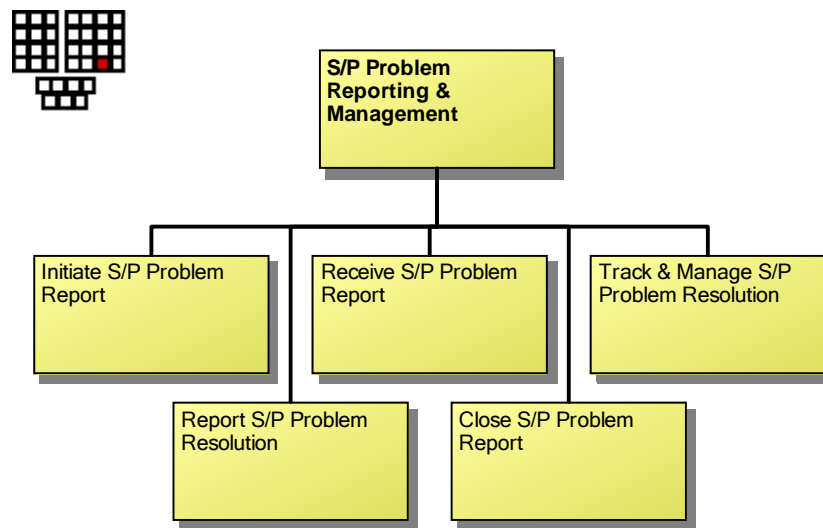 S/P Problem
Reporting &
Management
Initiate S/P Problem
Report
Receive S/P Problem
Report
Track & Manage S/P
Problem Resolution
Report S/P Problem
Resolution
Close S/P Problem
Report